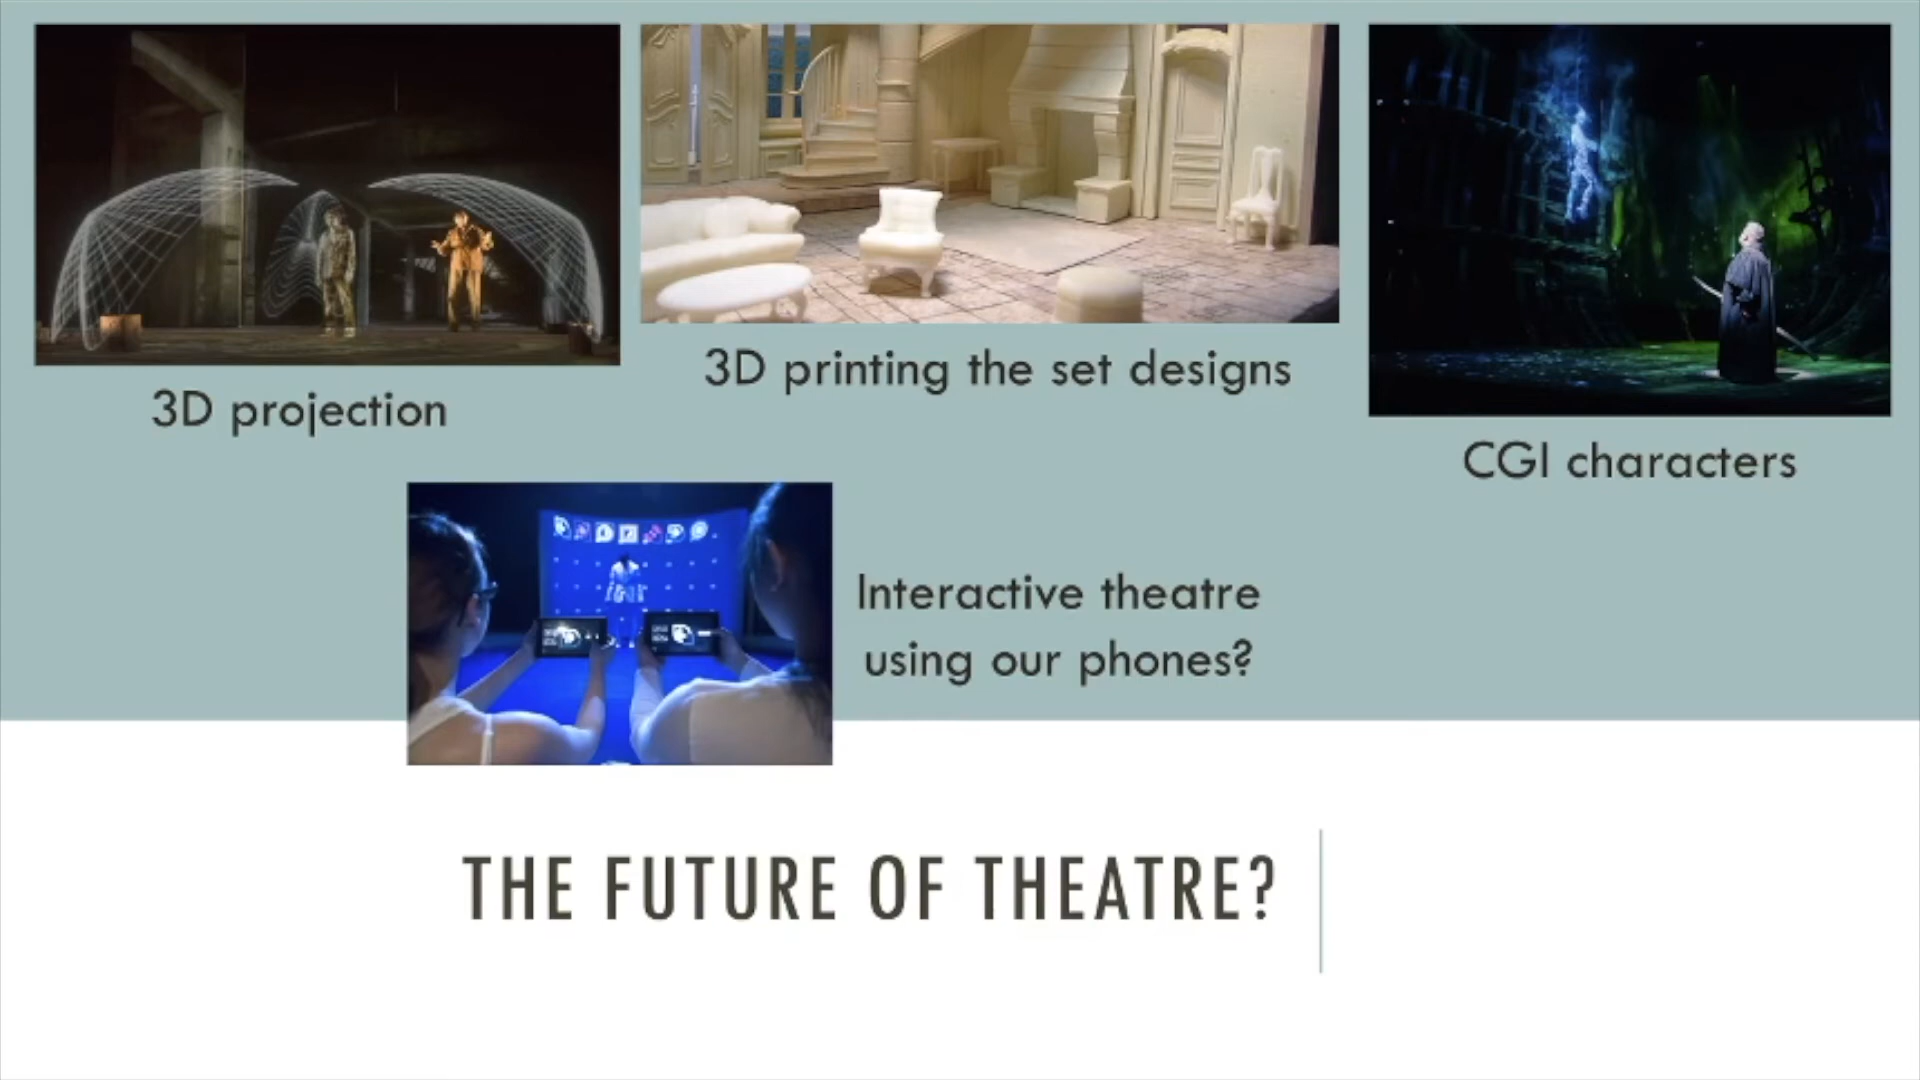 3D projection
3D printing the set designs
CGI characters
Interactive theatre
using our phones?
THE FUTURE OF THEATRE?